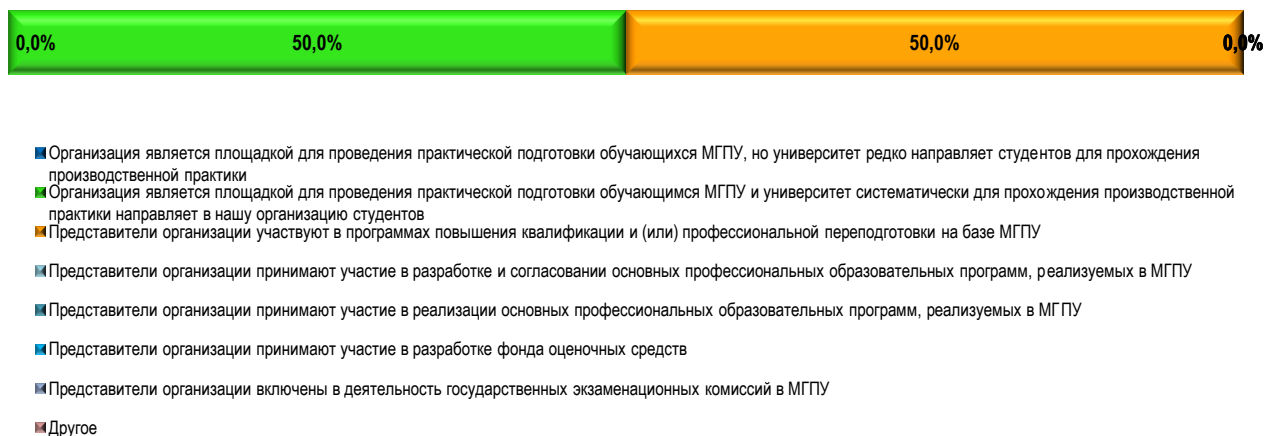 0,0% 50,0% 50,0% 0,0%
Организация является площадкой для проведения практической подготовки обучающихся МГПУ, но университет редко направляет студентов для прохождения
производственной практики
Организация является площадкой для проведения практической подготовки обучающимся МГПУ и университет систематически для прохождения производственной
практики направляет в нашу организацию студентов
Представители организации участвуют в программах повышения квалификации и (или) профессиональной переподготовки на базе МГПУ
Представители организации принимают участие в разработке и согласовании основных профессиональных образовательных программ, реализуемых в МГПУ
Представители организации принимают участие в реализации основных профессиональных образовательных программ, реализуемых в МГПУ
Представители организации принимают участие в разработке фонда оценочных средств
Представители организации включены в деятельность государственных экзаменационных комиссий в МГПУ
Другое